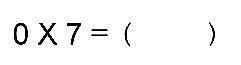 0 X 7 = (        )